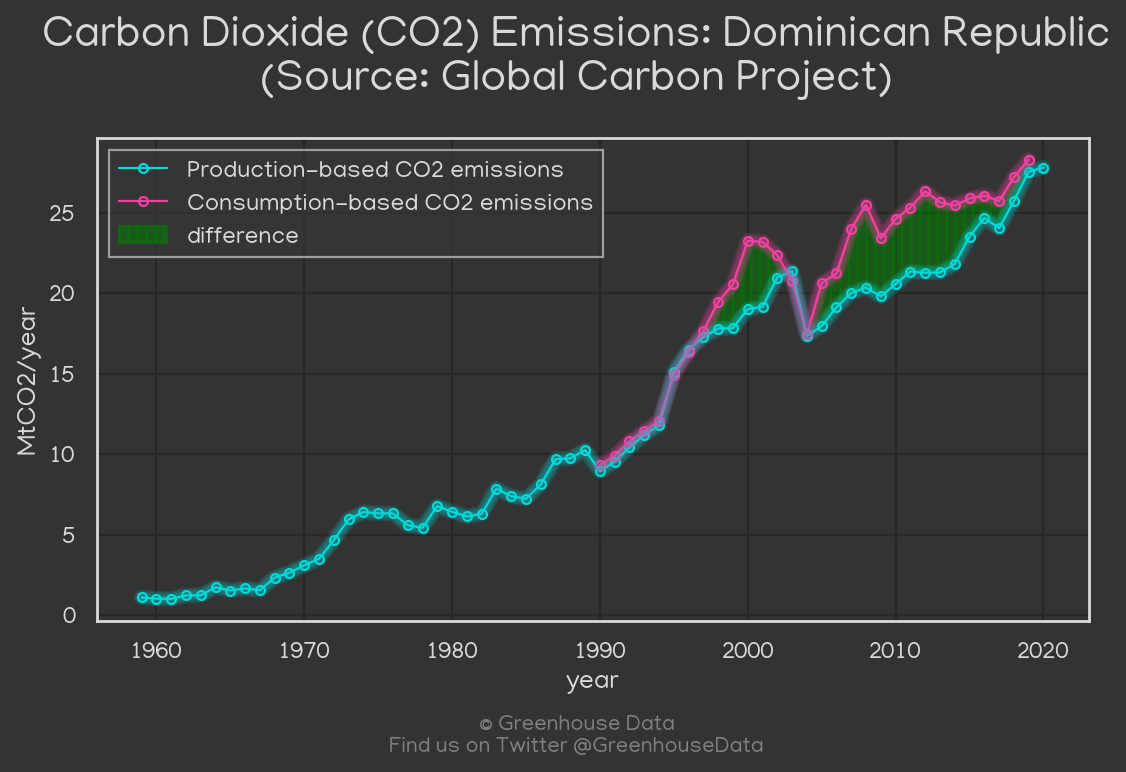 Carbon Dioxide (CO2) Emissions: Dominican Republic
(Source: Global Carbon Project)
Production-based CO2 emissions
Consumption-based CO2 emissions
difference
MtCO2/year
25
20
15
10
5
0
1960 1970 1980 1990 2000 2010 2020
year
© Greenhouse Data
Find us on Twitter @GreenhouseData